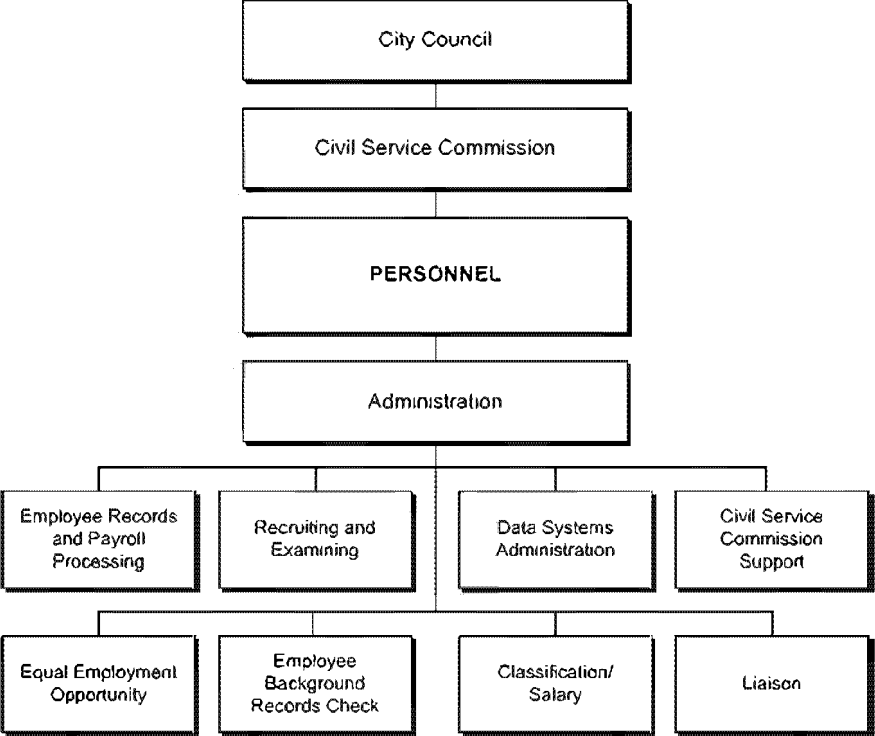 City Council
Civil Service Commission
PERSONNEL
Administration
Employee Records
and Payroll
Processing
Recruiting and
Examining
Data Systems
Administration
Civil Service
Commission
Support
Equal Employment
Opportunity
Employee
Background
Records Check
Classification/
Salary
Liaison